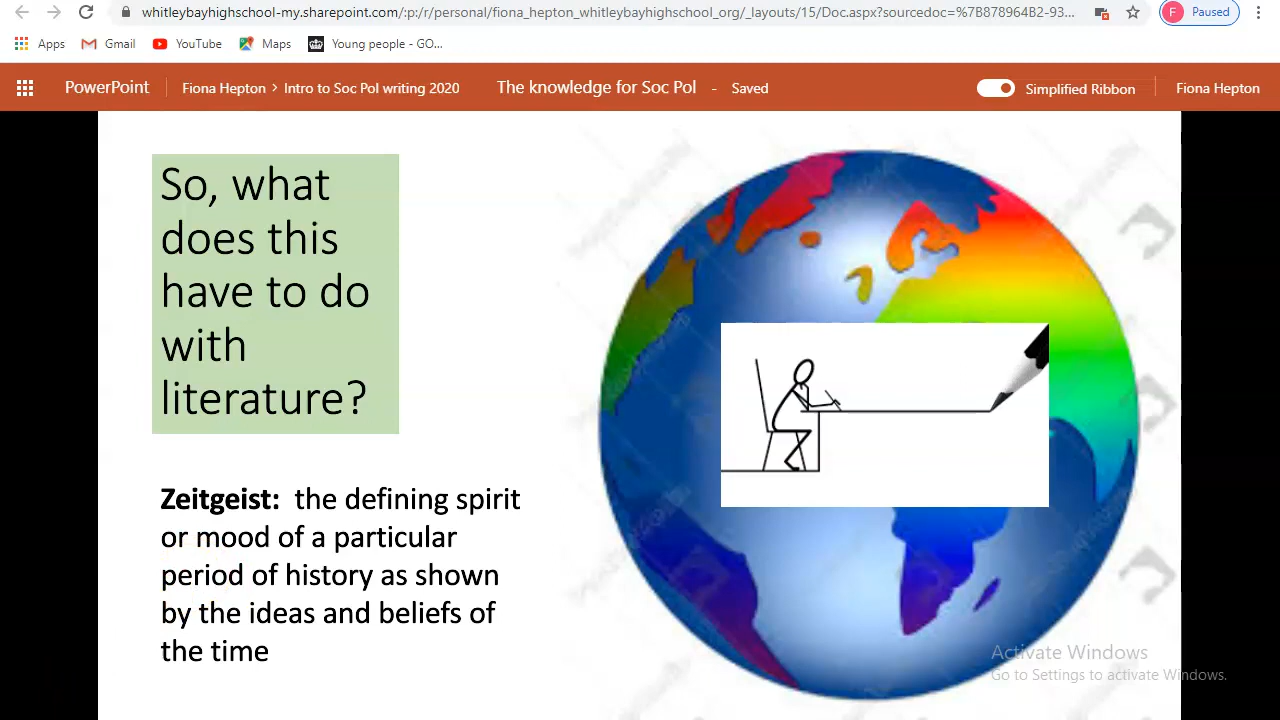 whitleybayhighschool-my.sharepoint.com/:p:/r/personal/fiona_hepton_whitleybayhighschool_org/_layouts/15/Doc.aspx?sourcedoc=%7B878964B2-93...
F Paused
Apps Gmail YouTube Maps Young people - GO...
PowerPoint Fiona Hepton > Intro to Soc Pol writing 2020 The knowledge for Soc Pol - Saved Simplified Ribbon Fiona Hepton
So, what
does this
have to do
with
literature?
Zeitgeist: the defining spirit
or mood of a particular
period of history as shown
by the ideas and beliefs of
the time
Activate Windows
Go to Settings to activate Windows.